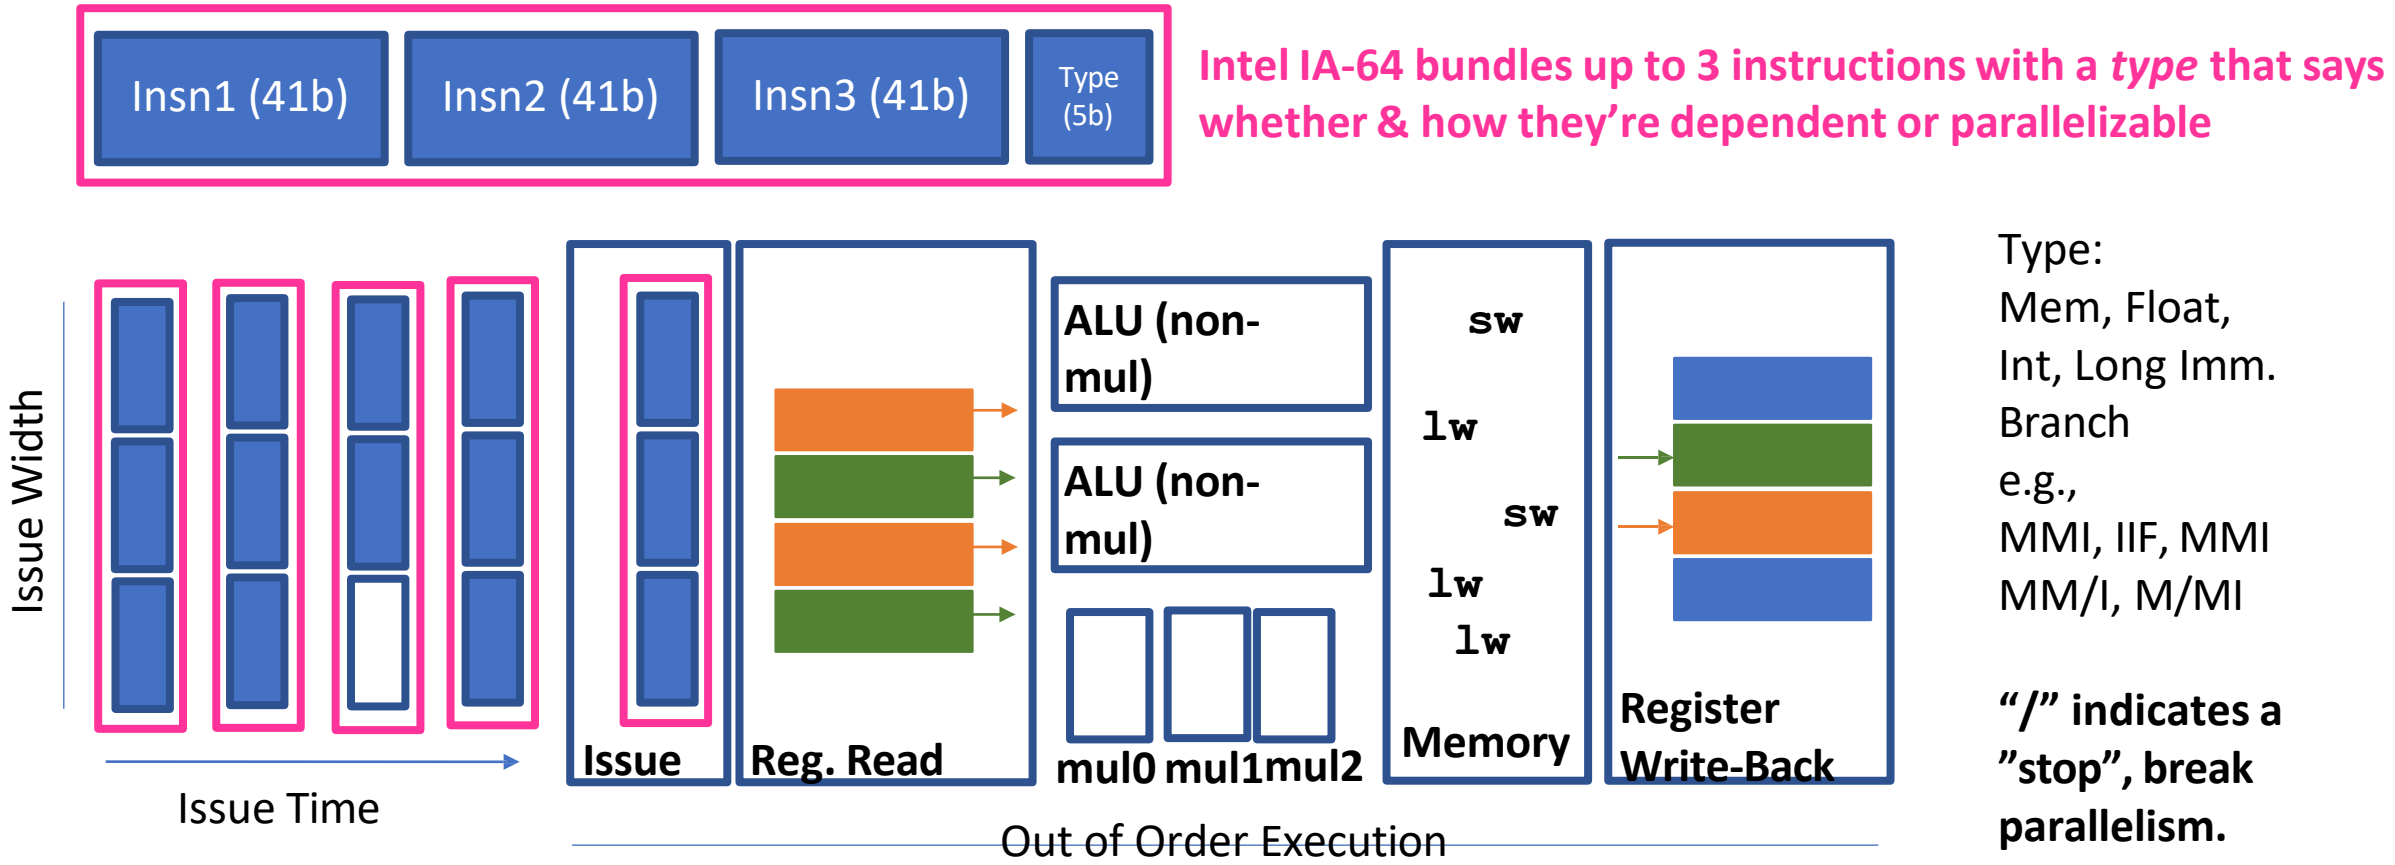 Insn1 (41b)
Insn2 (41b)
Insn3 (41b)
Type
(5b)
Intel IA-64 bundles up to 3 instructions with a type that says
whether & how they’re dependent or parallelizable
Issue Width
Issue Time
Issue
Reg. Read
ALU (non-
mul)
ALU (non-
mul)
mul0 mul1 mul2
sw
lw
sw
lw
lw
Memory
Register
Write-Back
Out of Order Execution
Type:
Mem, Float,
Int, Long Imm.
Branch
e.g.,
MMI, IIF, MMI
MM/I, M/MI
“/” indicates a
”stop”, break
parallelism.